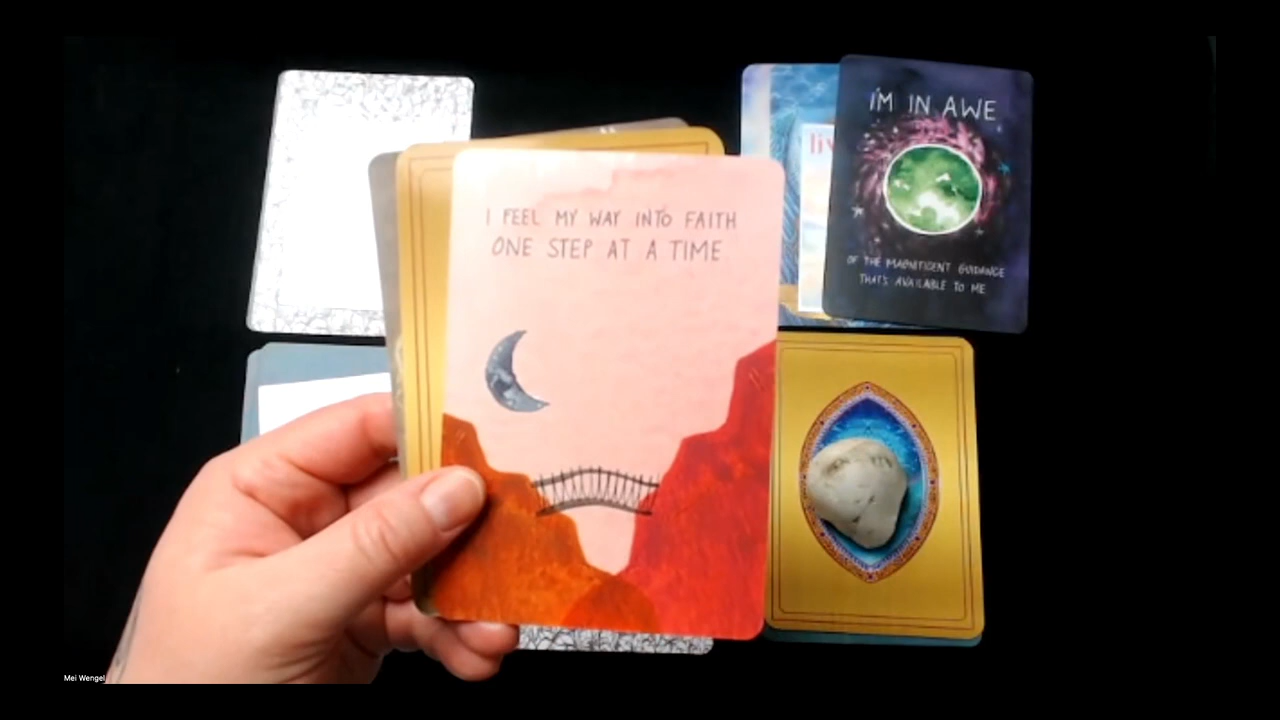 I'M IN AWE
liv
I FEEL MY WAY INTO FAITH
ONE STEP AT A TIME
OF THE MAGNIFICENT GUIDANCE
THAT'S AVAILABLE TO ME
Mei Wengel